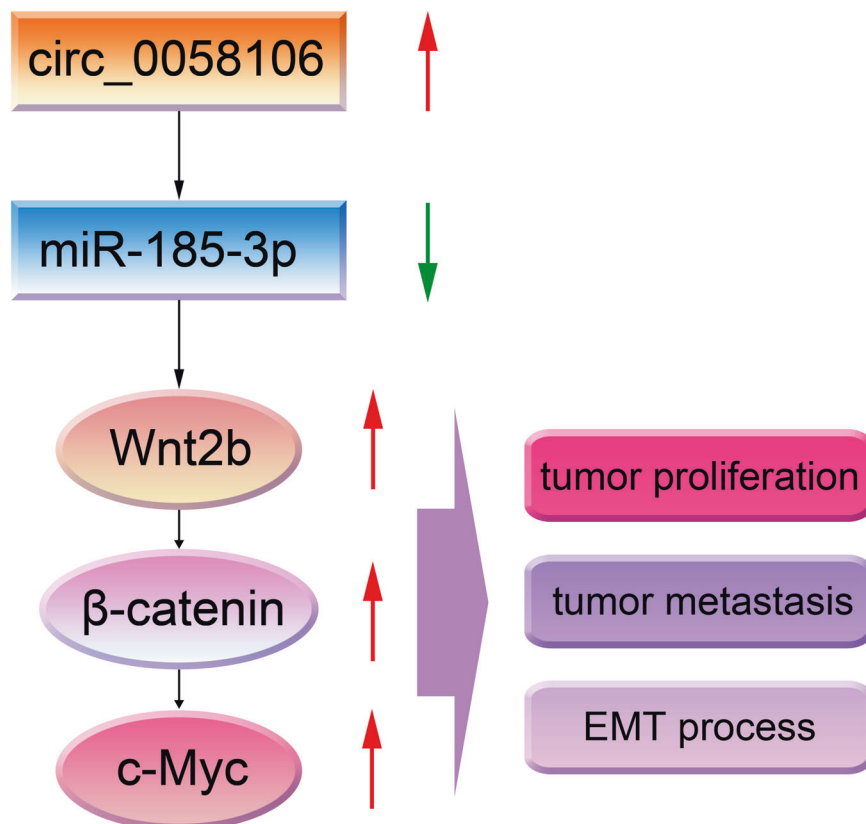 circ_0058106
miR-185-3p
Wnt2b
β-catenin
c-Myc
tumor proliferation
tumor metastasis
EMT process